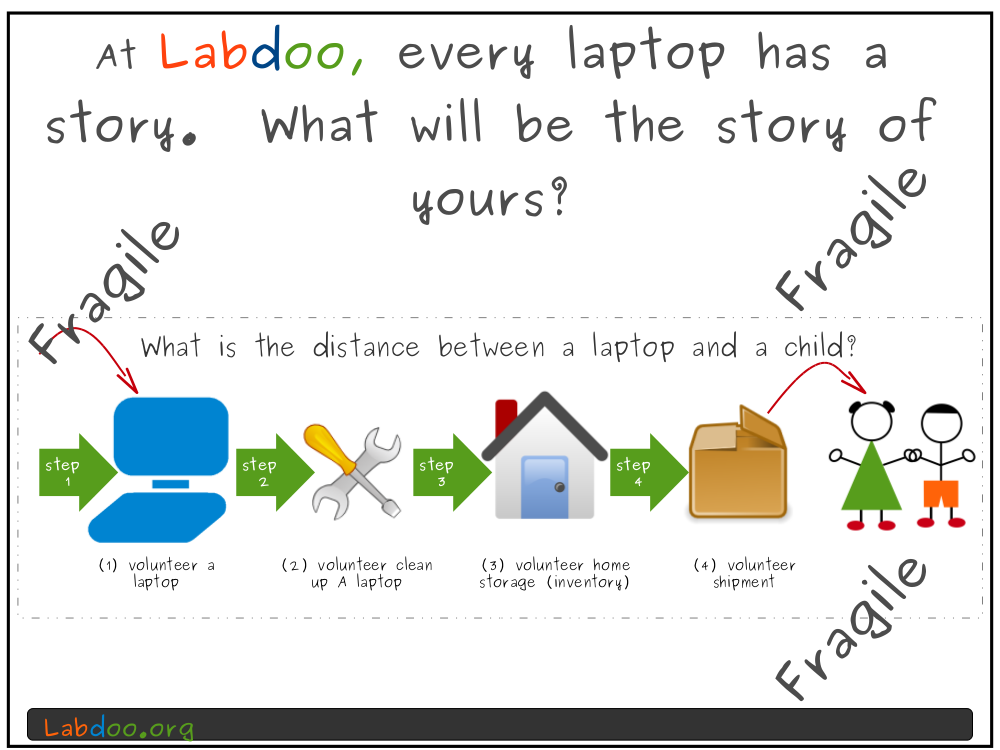 At Labdoo, every laptop has a
story. What will be the story of
yours?
Fragile
Fragile
What is the distance between a laptop and a child?
step
1
step
2
step
3
step
4
(1) volunteer a
laptop
(2) volunteer clean
up A laptop
(3) volunteer home
storage (inventory)
(4) volunteer
shipment
Fragile
Labdoo.org